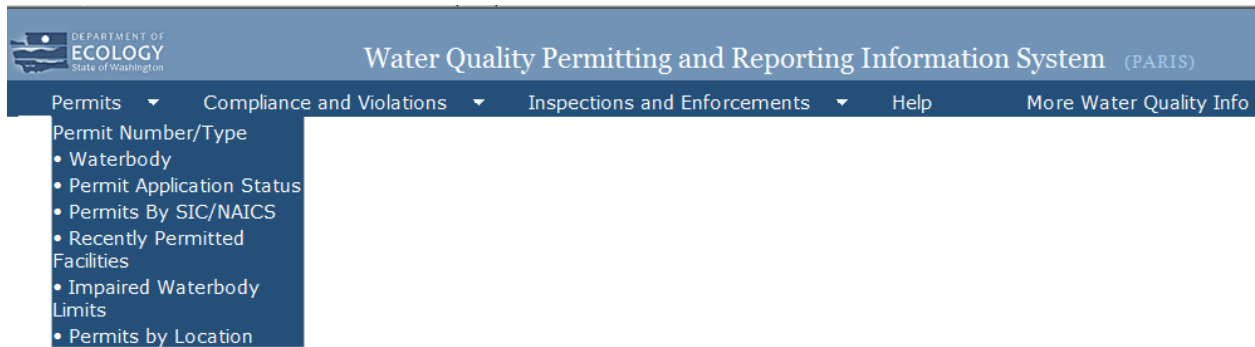 DEPARTMENT OF
ECOLOGY
State of Washington
Water Quality Permitting and Reporting Information System (PARIS)
Permits Compliance and Violations Inspections and Enforcements Help More Water Quality Info
Permit Number/Type
• Waterbody
• Permit Application Status
• Permits By SIC/NAICS
• Recently Permitted
Facilities
• Impaired Waterbody
Limits
• Permits by Location